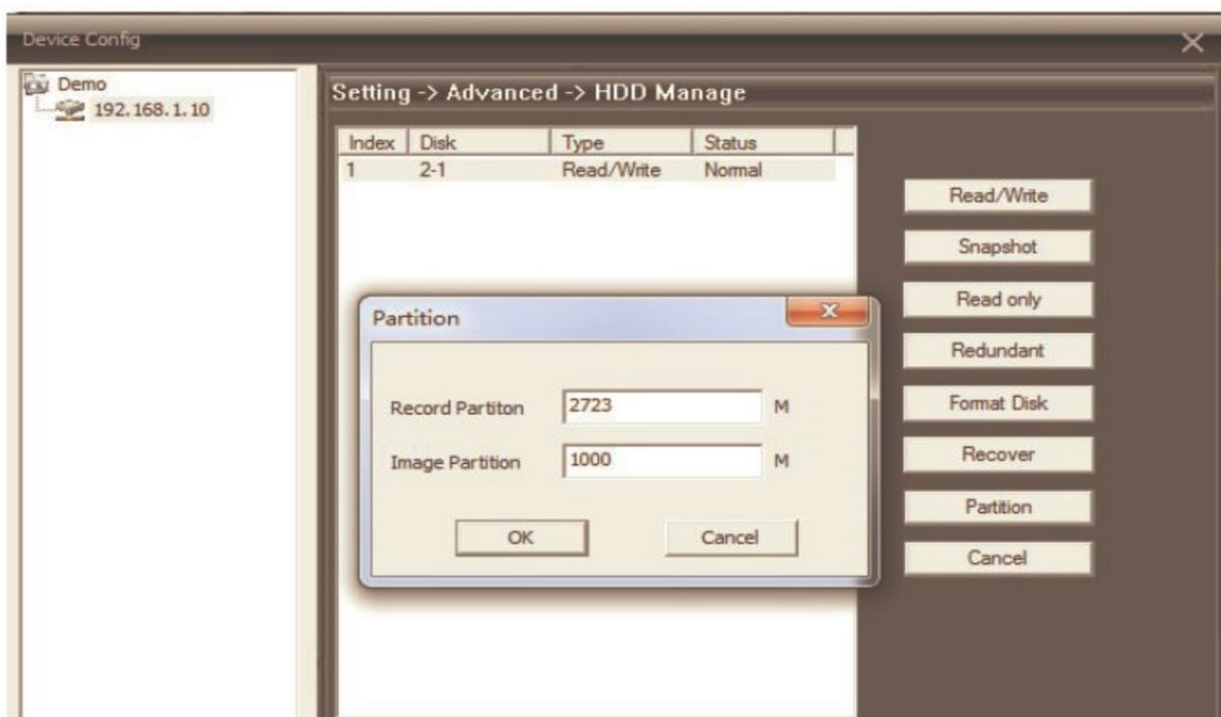 Device Config
Demo
192.168.1.10
Setting -> Advanced -> HDD Manage
Index Disk Type Status
1 2-1 Read/Write Normal
Read/Write
Snapshot
Read only
Redundant
Format Disk
Recover
Partition
Cancel
Partition
Record Partiton 2723 M
Image Partition 1000 M
OK Cancel